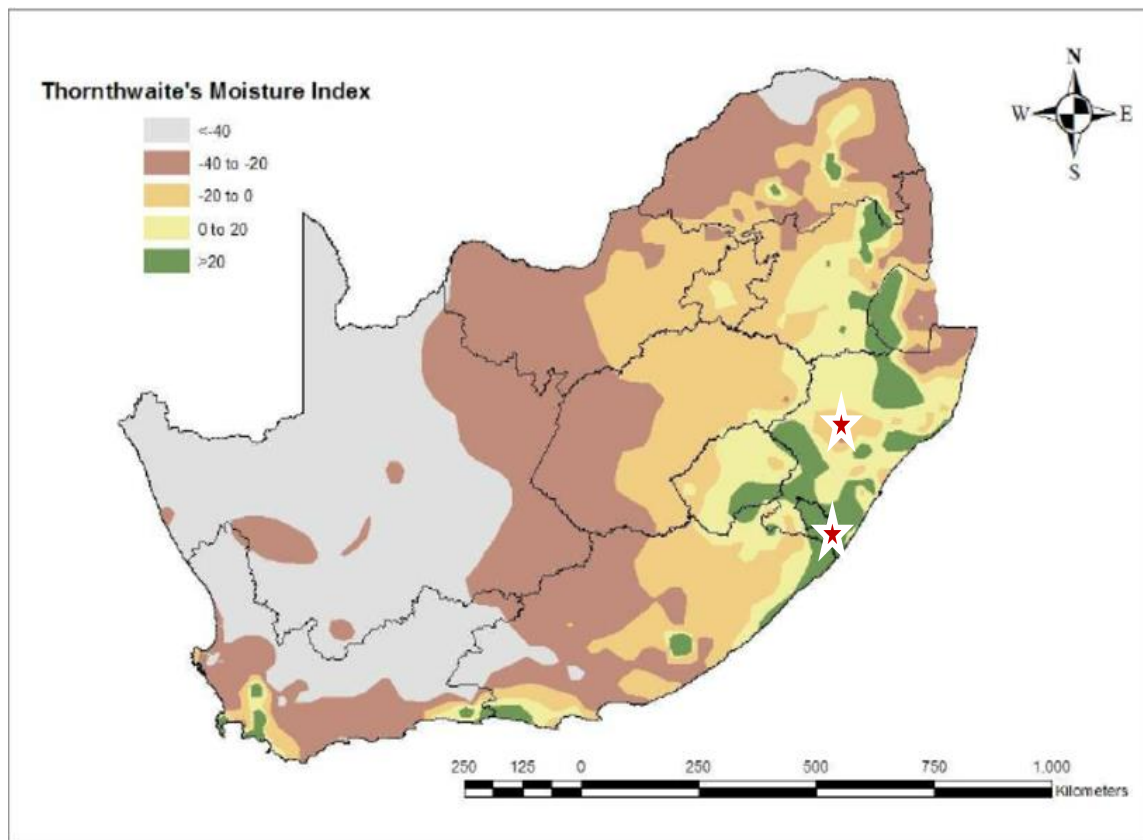 N
Thornthwaite's Moisture Index
W E
<-40
-40 to -20
S
-20 to 0
0 to 20
>20
250 125 0 250 500 750 1.000
Kilometers